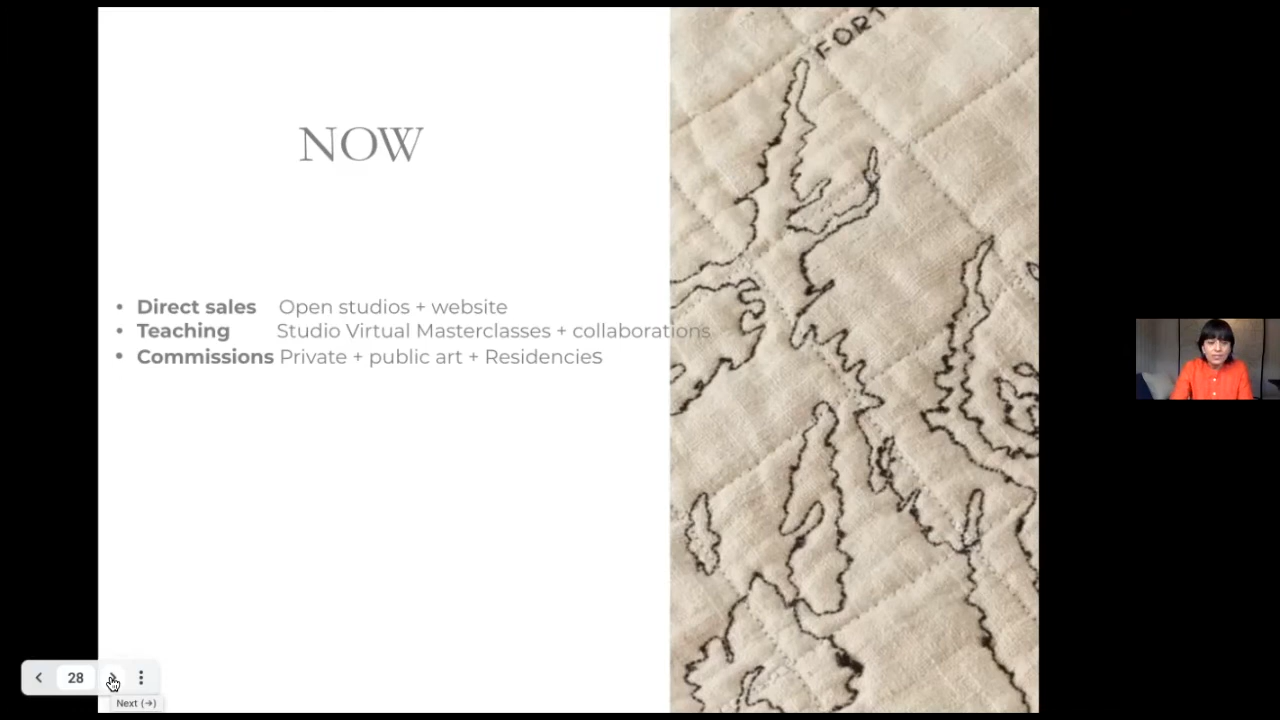 FORT
NOW
• Direct sales Open studios + website
• Teaching Studio Virtual Masterclasses + collaborations
• Commissions Private + public art + Residencies
28
Next (→)